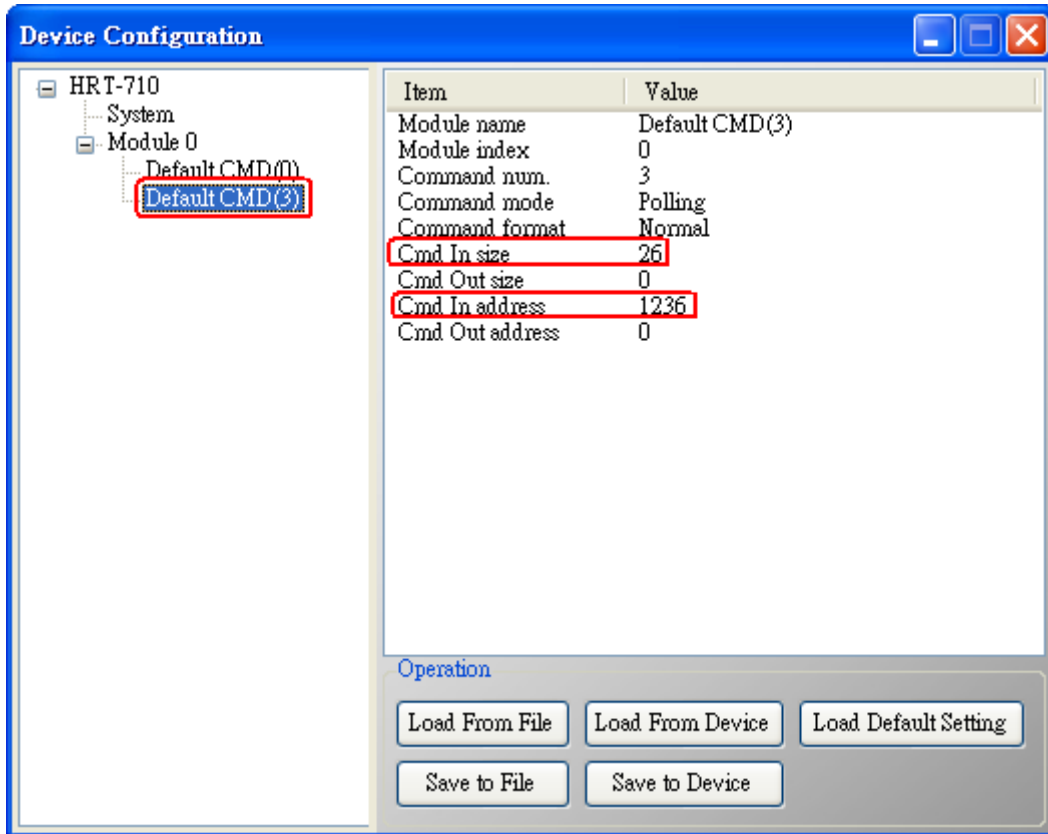 Device Configuration
HRT-710
System
Module 0
Default CMD(0)
Default CMD(3)
Item Value
Module name Default CMD(3)
Module index 0
Command num. 3
Command mode Polling
Command format Normal
Cmd In size 26
Cmd Out size 0
Cmd In address 1236
Cmd Out address 0
Operation
Load From File Load From Device Load Default Setting
Save to File Save to Device